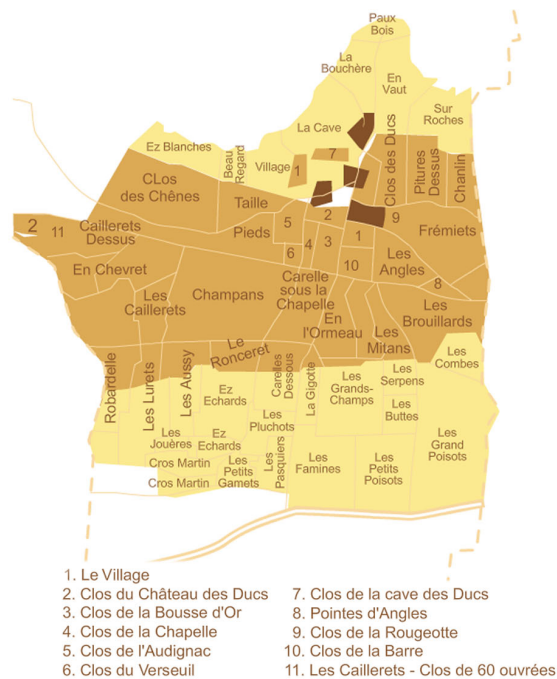 Paux
Bois
La
Bouchère
En
Vaut
Sur
Roches
La Cave
Ez Blanches
Beau
Regard
Village
1
7
Clos des Ducs
Pitures
Dessus
Chanlin
CLos
des Chênes
Taille
Pieds
5
2
9
Frémiets
2
11
Caillerets
Dessus
6
4
3
1
10
Les
Angles
8
En Chevret
Les
Caillerets
Champans
Carelle
sous la
Chapelle
En
l'Ormeau
Les
Mitans
Les
Brouillards
Le
Ronceret
Robardelle
Les Lurets
Les Aussy
Carelles
Dessous
La Gigotte
Les
Combes
Ez
Echards
Les
Grands-
Champs
Les
Serpens
Les
Buttes
Les
Pluchots
Les
Jouères
Ez
Echards
Les
Grand
Poisots
Cros Martin
Cros Martin
Les
Petits
Gamets
Les
Pasquiers
Les
Famines
Les
Petits
Poisots
1. Le Village
2. Clos du Château des Ducs
3. Clos de la Bousse d'Or
4. Clos de la Chapelle
5. Clos de l'Audignac
6. Clos du Verseuil
7. Clos de la cave des Ducs
8. Pointes d'Angles
9. Clos de la Rougeotte
10. Clos de la Barre
11. Les Caillerets - Clos de 60 ouvrées